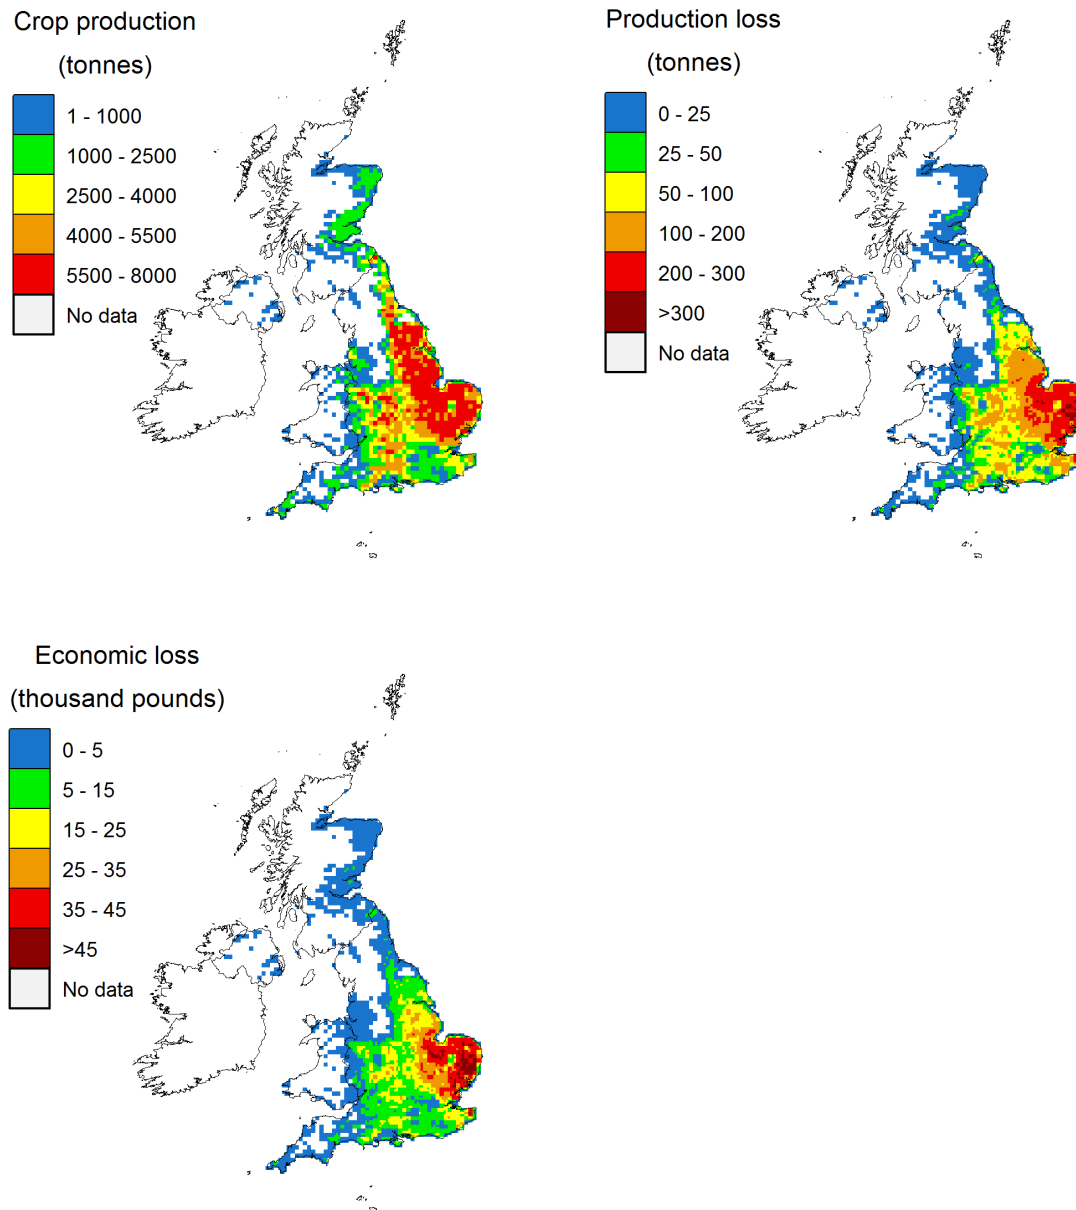 Crop production
(tonnes)
1 - 1000
1000 - 2500
2500 - 4000
4000 - 5500
5500 - 8000
No data
Production loss
(tonnes)
0 - 25
25 - 50
50 - 100
100 - 200
200 - 300
>300
No data
Economic loss
(thousand pounds)
0 - 5
5 - 15
15 - 25
25 - 35
35 - 45
>45
No data